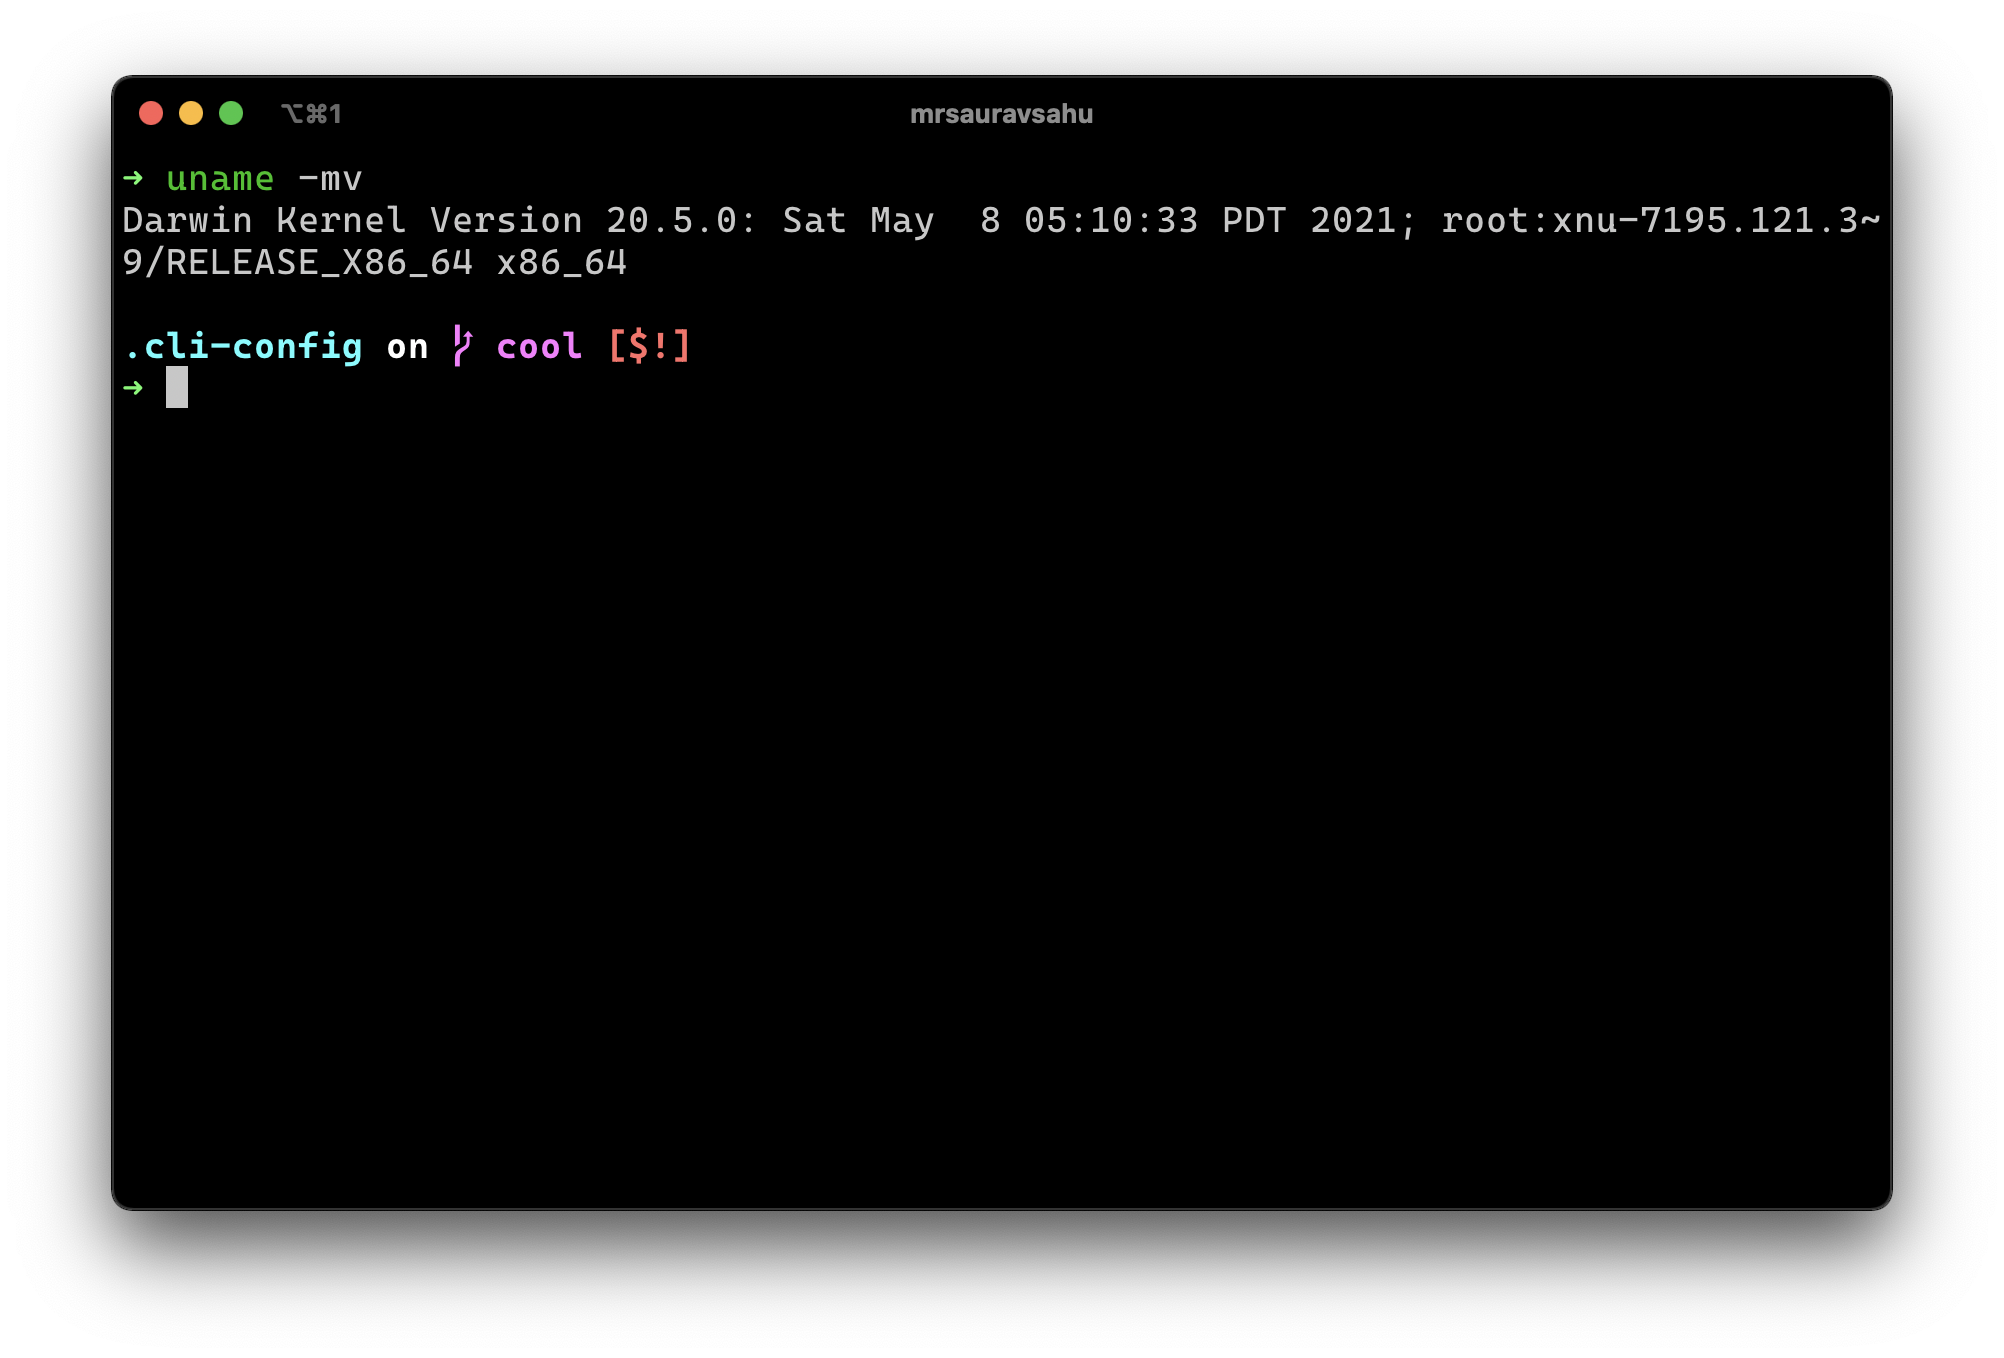 ⌥⌘1 mrsauravsahu
➜ uname -mv
Darwin Kernel Version 20.5.0: Sat May  8 05:10:33 PDT 2021; root:xnu-7195.121.3~
9/RELEASE_X86_64 x86_64
.cli-config on  cool [$!]
➜